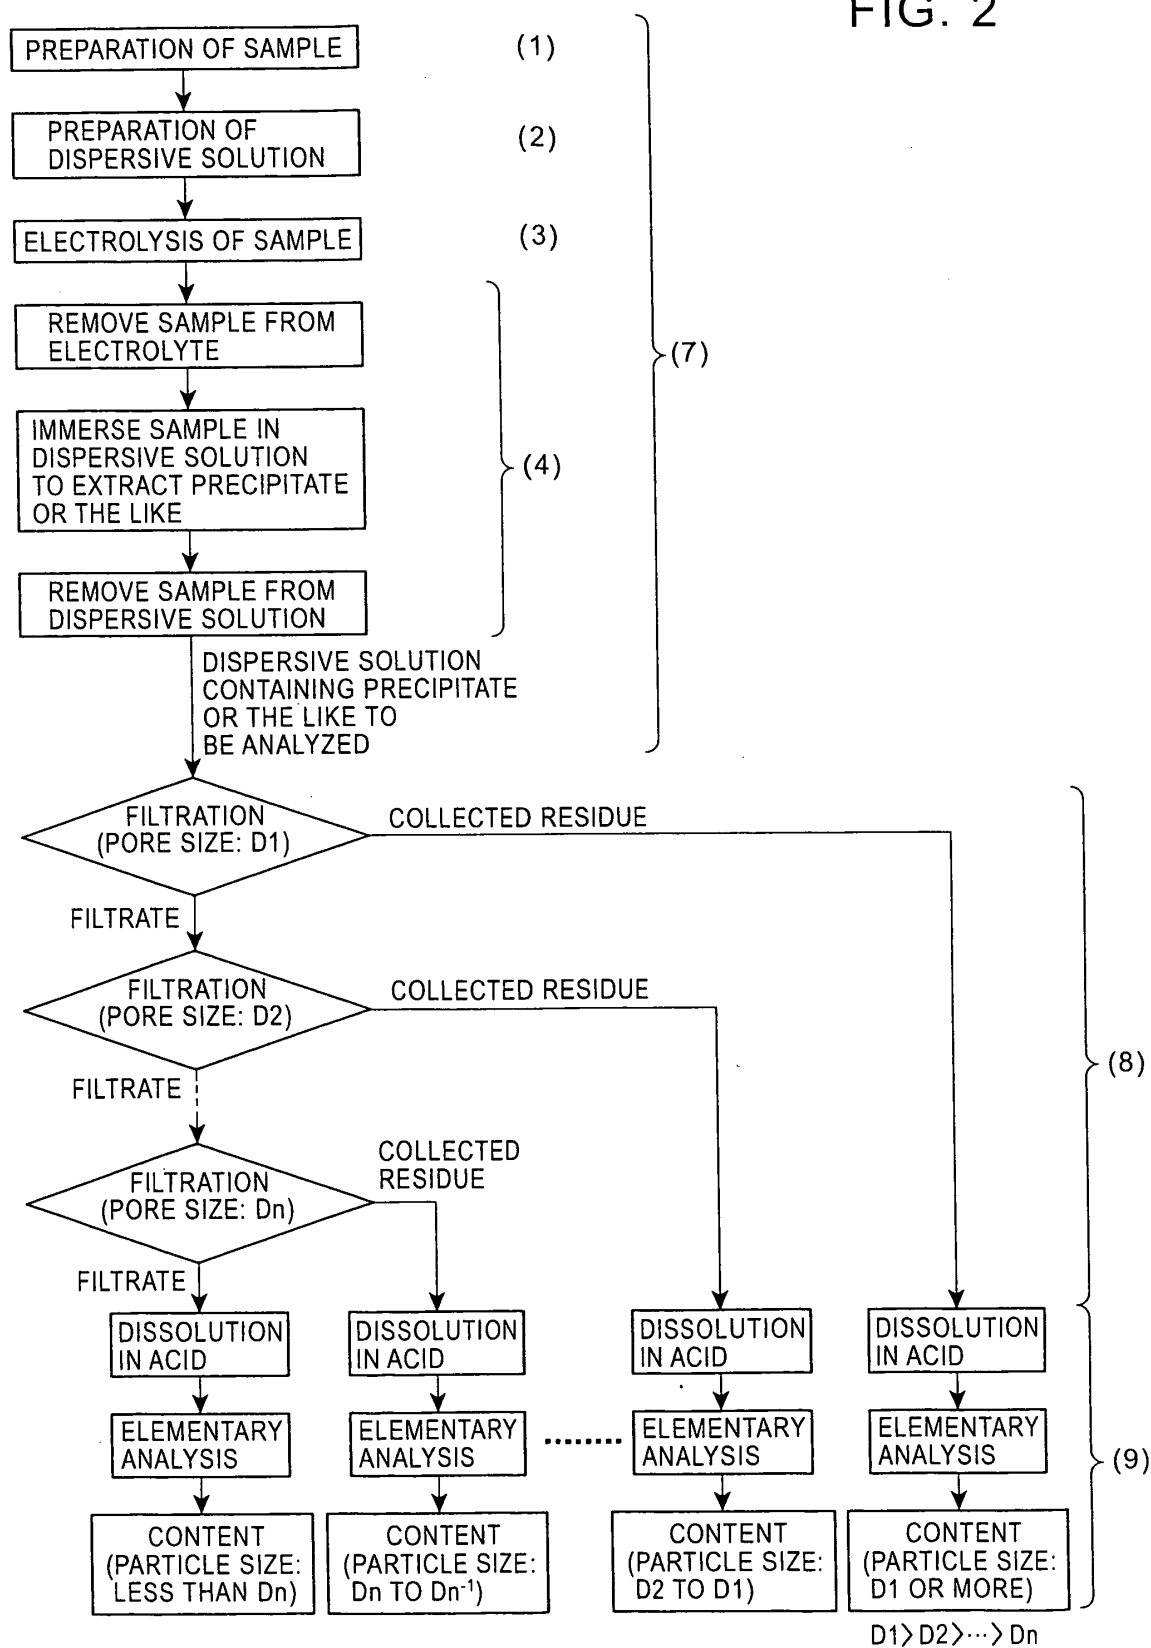 FIG. 2
PREPARATION OF SAMPLE
(1)
PREPARATION OF
DISPERSIVE SOLUTION
(2)
ELECTROLYSIS OF SAMPLE
(3)
REMOVE SAMPLE FROM
ELECTROLYTE
(7)
IMMERSE SAMPLE IN
DISPERSIVE SOLUTION
TO EXTRACT PRECIPITATE
OR THE LIKE
(4)
REMOVE SAMPLE FROM
DISPERSIVE SOLUTION
DISPERSIVE SOLUTION
CONTAINING PRECIPITATE
OR THE LIKE TO
BE ANALYZED
FILTRATION
(PORE SIZE: D1)
COLLECTED RESIDUE
FILTRATE
FILTRATION
(PORE SIZE: D2)
COLLECTED RESIDUE
(8)
FILTRATE
FILTRATION
(PORE SIZE: Dn)
COLLECTED
RESIDUE
FILTRATE
DISSOLUTION
IN ACID
DISSOLUTION
IN ACID
DISSOLUTION
IN ACID
DISSOLUTION
IN ACID
ELEMENTARY
ANALYSIS
ELEMENTARY
ANALYSIS
.........
ELEMENTARY
ANALYSIS
ELEMENTARY
ANALYSIS
(9)
CONTENT
(PARTICLE SIZE:
LESS THAN Dn)
CONTENT
(PARTICLE SIZE:
Dn TO Dn⁻¹)
CONTENT
(PARTICLE SIZE:
D2 TO D1)
CONTENT
(PARTICLE SIZE:
D1 OR MORE)
D1>D2>···>Dn